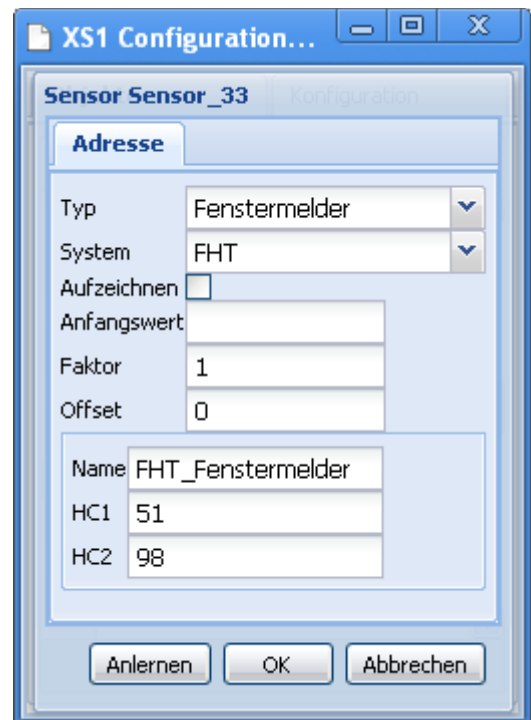 XS1 Configuration...
Sensor Sensor_33
Konfiguration
Adresse
Typ Fenstermelder
System FHT
Aufzeichnen
Anfangswert
Faktor 1
Offset 0
Name FHT_Fenstermelder
HC1 51
HC2 98
Anlernen OK Abbrechen